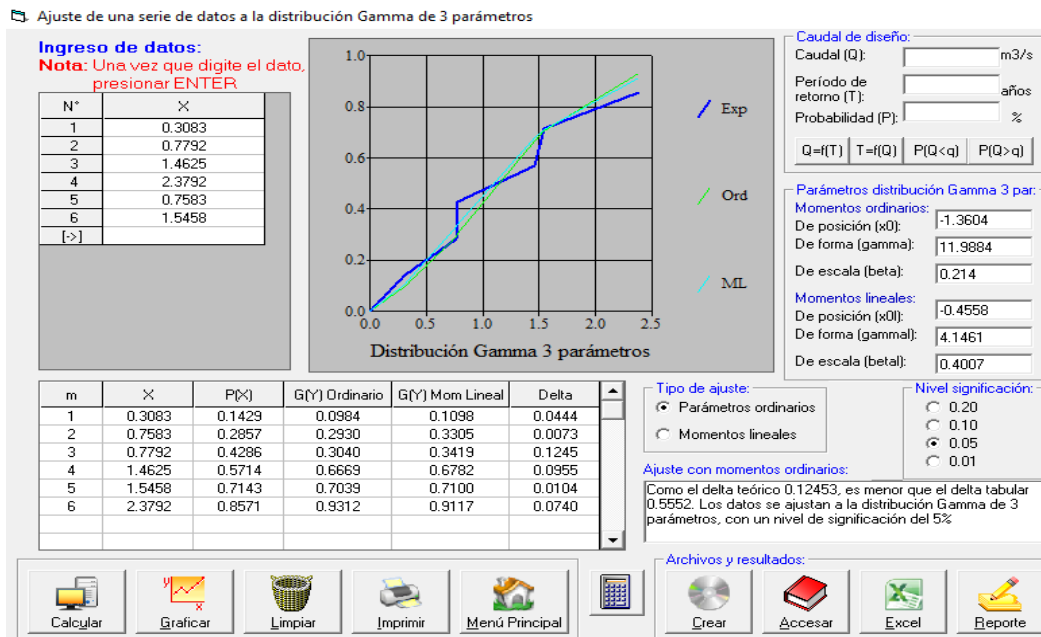 Ajuste de una serie de datos a la distribución Gamma de 3 parámetros
Ingreso de datos:
Nota: Una vez que digite el dato,
presionar ENTER
N° X
1 0.3083
2 0.7792
3 1.4625
4 2.3792
5 0.7583
6 1.5458
[->]
1.0
0.8
0.6
0.4
0.2
0.0
0.0 0.5 1.0 1.5 2.0 2.5
Distribución Gamma 3 parámetros
Exp
Ord
ML
Caudal de diseño:
Caudal (Q): m3/s
Período de
retorno (T): años
Probabilidad (P): %
Q=f(T) T=f(Q) P(Q<q) P(Q>q)
Parámetros distribución Gamma 3 par:
Momentos ordinarios:
De posición (x0): -1.3604
De forma (gamma): 11.9884
De escala (beta): 0.214
Momentos lineales:
De posición (x0l): -0.4558
De forma (gammal): 4.1461
De escala (betal): 0.4007
m X P(X) G(Y) Ordinario G(Y) Mom Lineal Delta
1 0.3083 0.1429 0.0984 0.1098 0.0444
2 0.7583 0.2857 0.2930 0.3305 0.0073
3 0.7792 0.4286 0.3040 0.3419 0.1245
4 1.4625 0.5714 0.6669 0.6782 0.0955
5 1.5458 0.7143 0.7039 0.7100 0.0104
6 2.3792 0.8571 0.9312 0.9117 0.0740
Tipo de ajuste:
Parámetros ordinarios
Momentos lineales
Nivel significación:
0.20
0.10
0.05
0.01
Ajuste con momentos ordinarios:
Como el delta teórico 0.12453, es menor que el delta tabular
0.5552. Los datos se ajustan a la distribución Gamma de 3
parámetros, con un nivel de significación del 5%
Calcular Graficar Limpiar Imprimir Menú Principal
Archivos y resultados:
Crear Accesar Excel Reporte